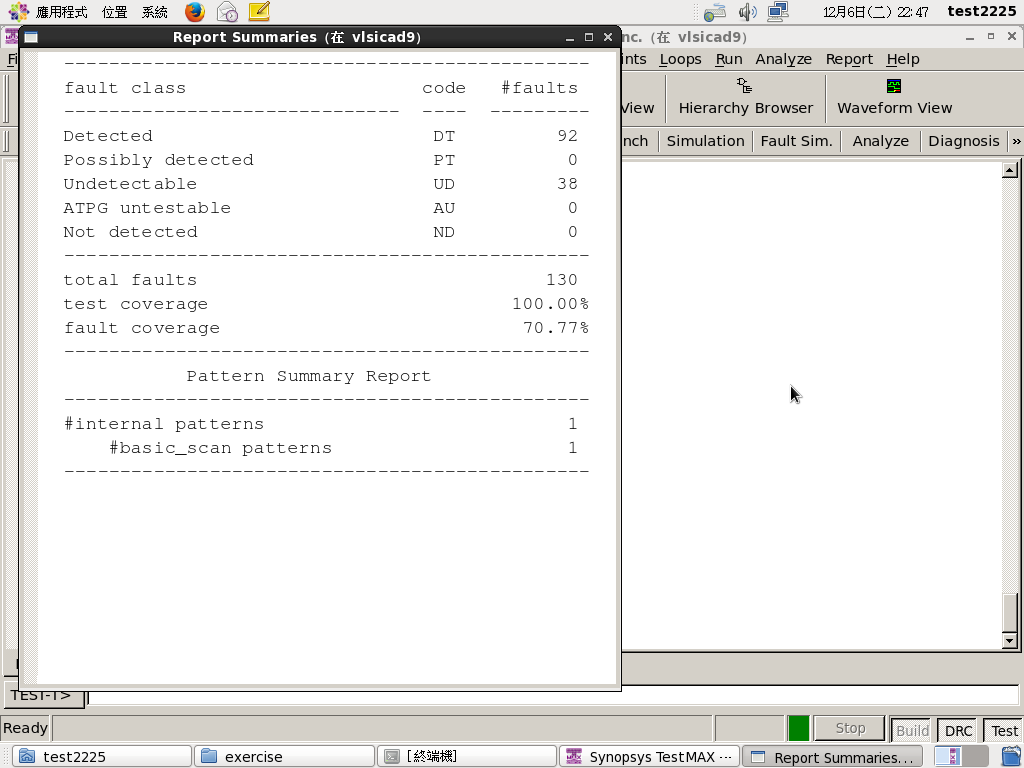 應用程式 位置 系統 12月6日(二) 22:47 test2225
Report Summaries (在 vlsicad9) nc. (在 vlsicad9)
nts Loops Run Analyze Report Help
View Hierarchy Browser Waveform View
nch Simulation Fault Sim. Analyze Diagnosis »
-----------------------------------------------
fault class code #faults
------------------------------ ---- ---------
Detected DT 92
Possibly detected PT 0
Undetectable UD 38
ATPG untestable AU 0
Not detected ND 0
-----------------------------------------------
total faults 130
test coverage 100.00%
fault coverage 70.77%
-----------------------------------------------
Pattern Summary Report
-----------------------------------------------
#internal patterns 1
#basic_scan patterns 1
-----------------------------------------------
TEST-T>
Ready Stop Build DRC Test
test2225 exercise [終端機] Synopsys TestMAX ... Report Summaries...